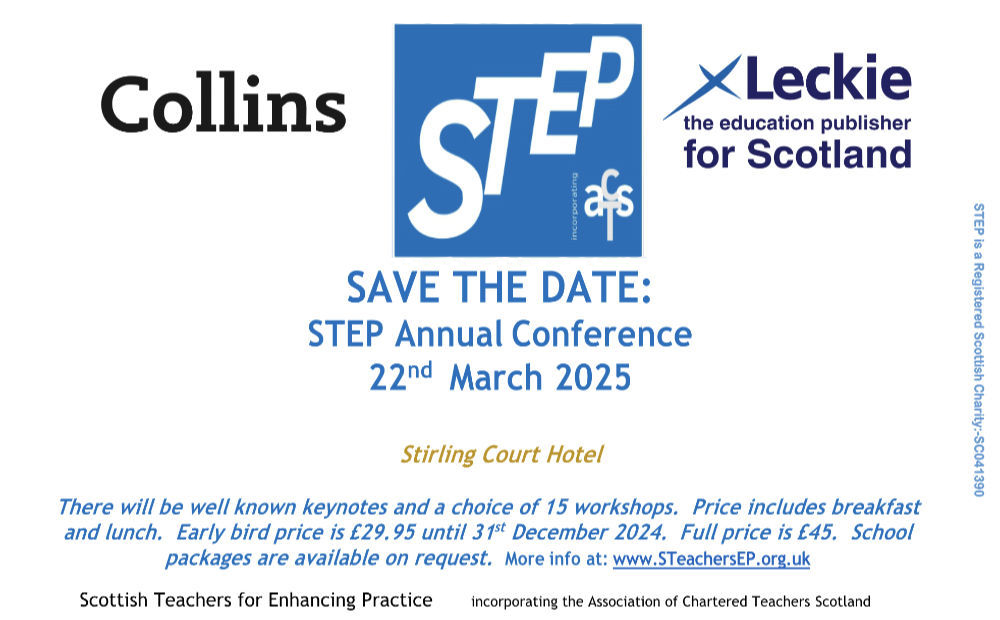 Collins
STEP
incorporating
acts
Leckie
the education publisher
for Scotland
STEP is a Registered Scottish Charity:-SC041390
SAVE THE DATE:
STEP Annual Conference
22nd March 2025
Stirling Court Hotel
There will be well known keynotes and a choice of 15 workshops. Price includes breakfast
and lunch. Early bird price is £29.95 until 31st December 2024. Full price is £45. School
packages are available on request. More info at: www.STeachersEP.org.uk
Scottish Teachers for Enhancing Practice incorporating the Association of Chartered Teachers Scotland